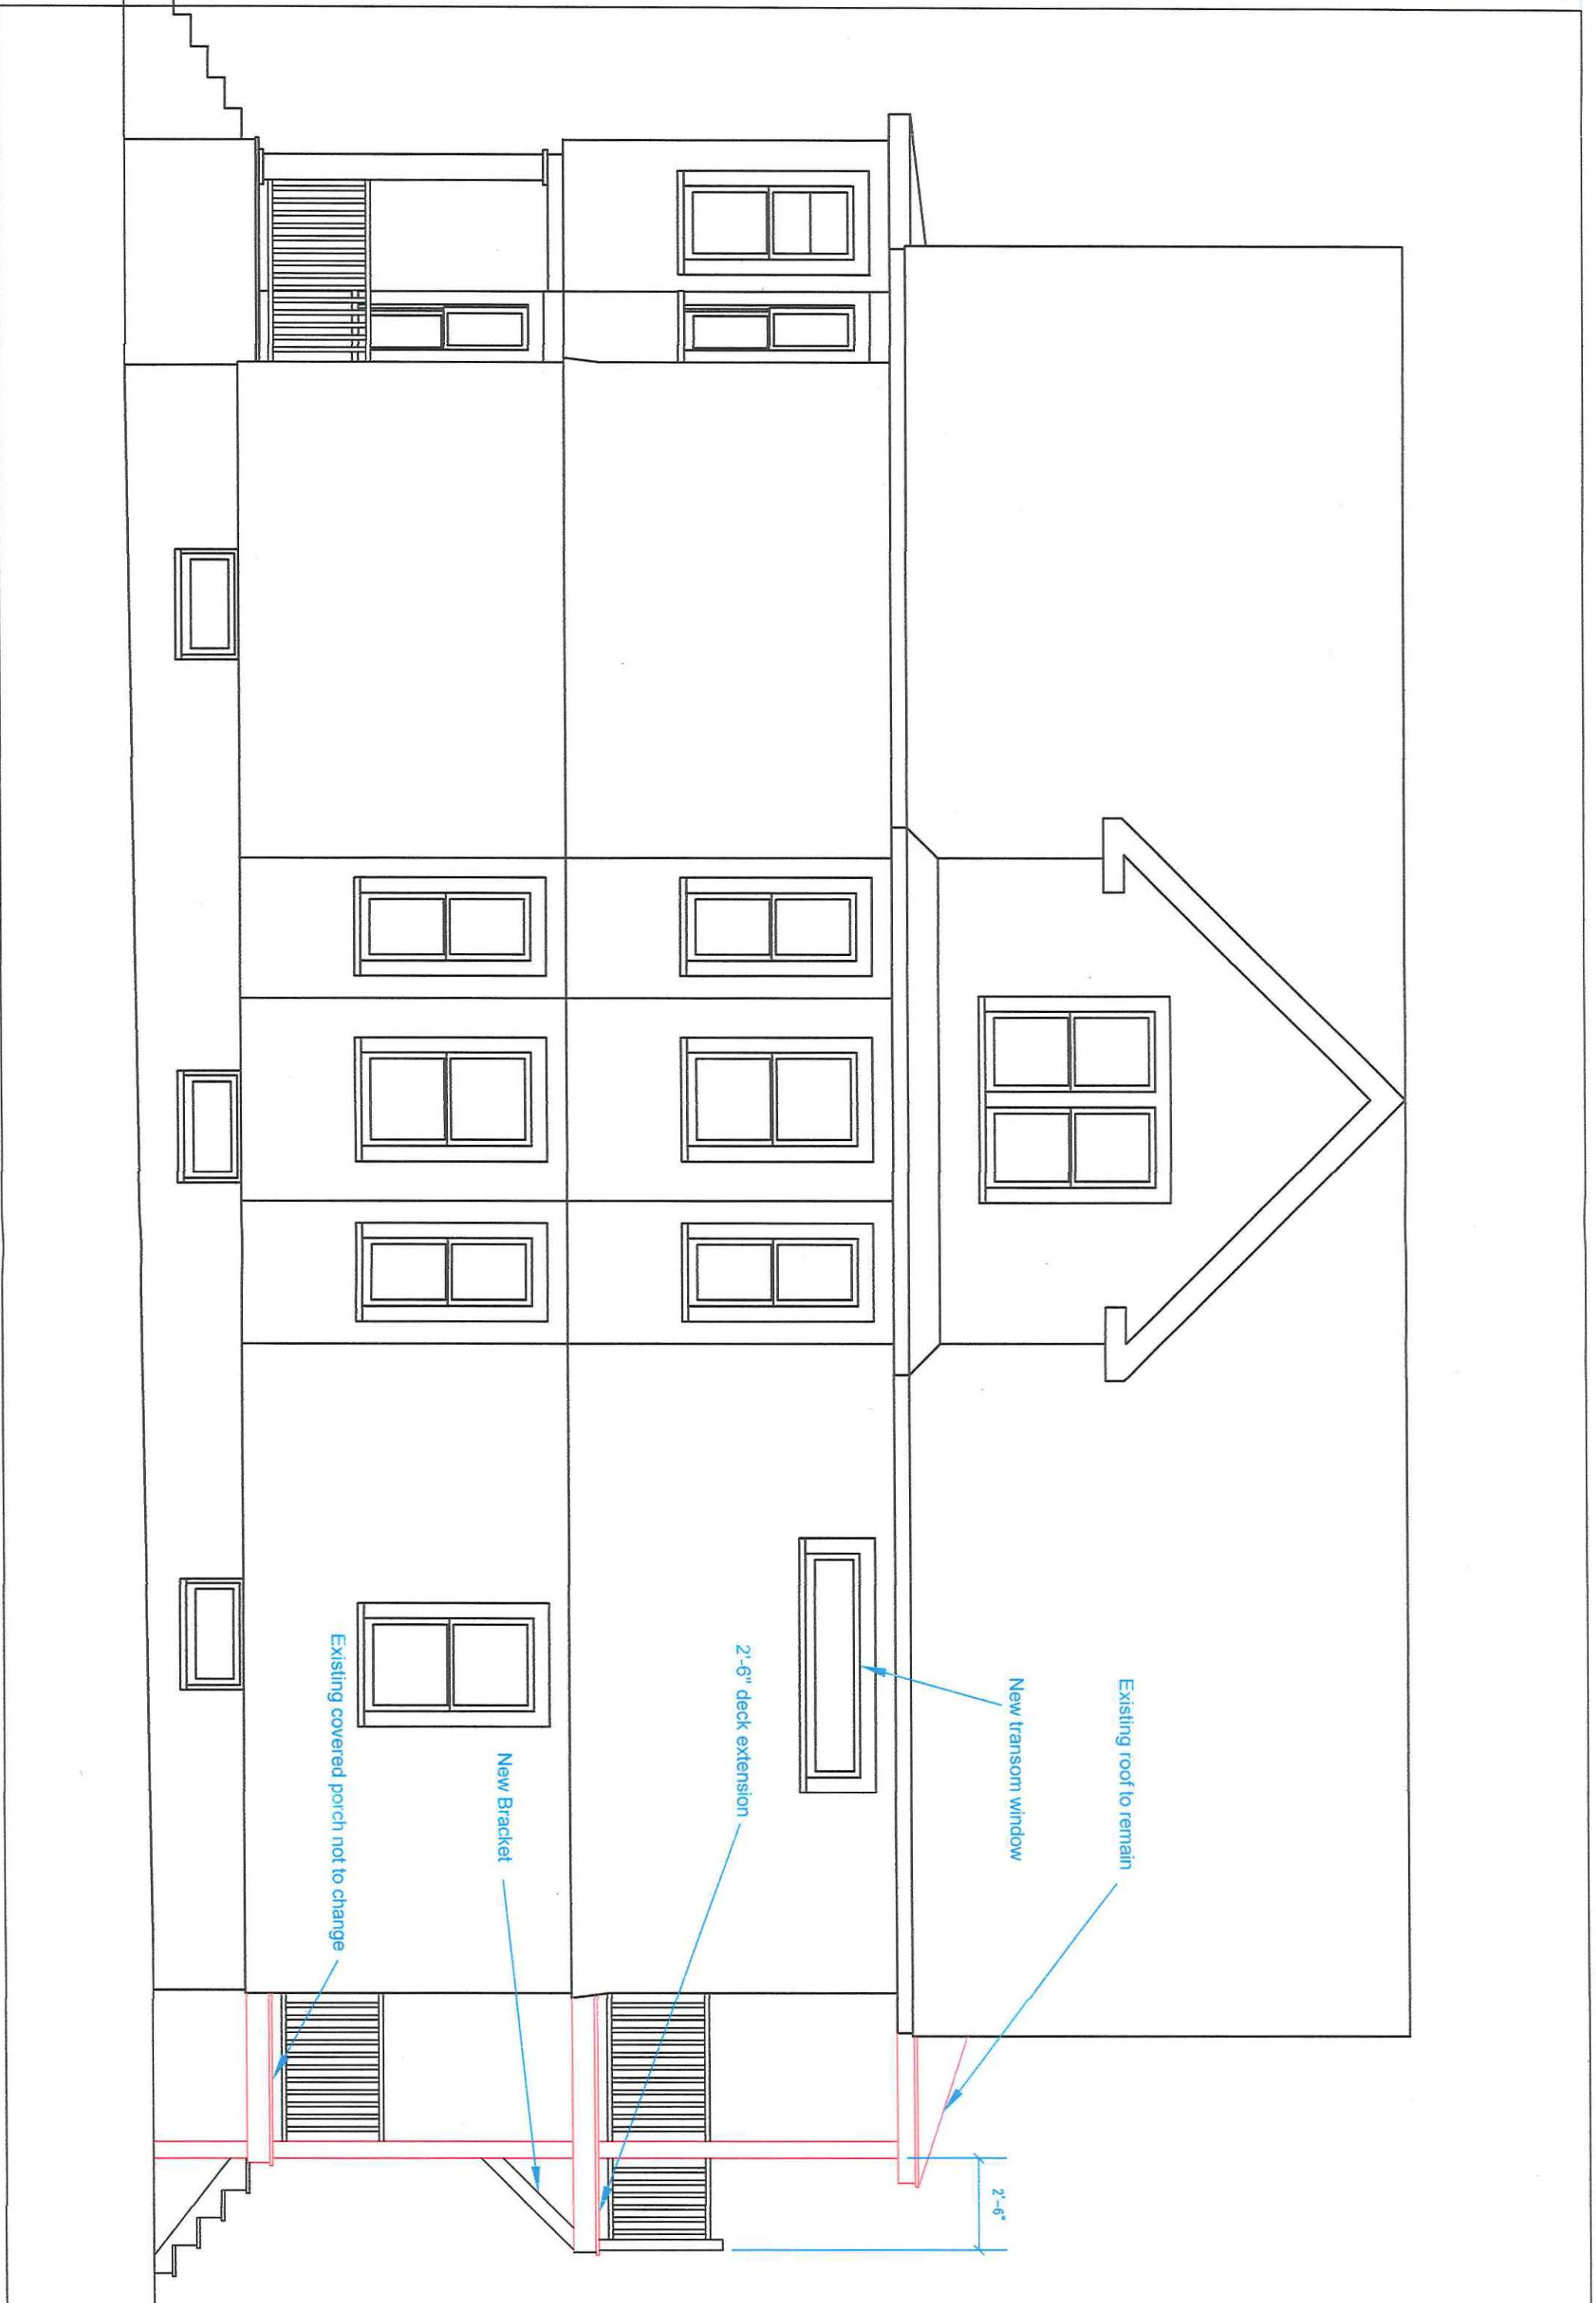 Existing roof to remain
New transom window
2'-6"
2'-6" deck extension
New Bracket
Existing covered porch not to change